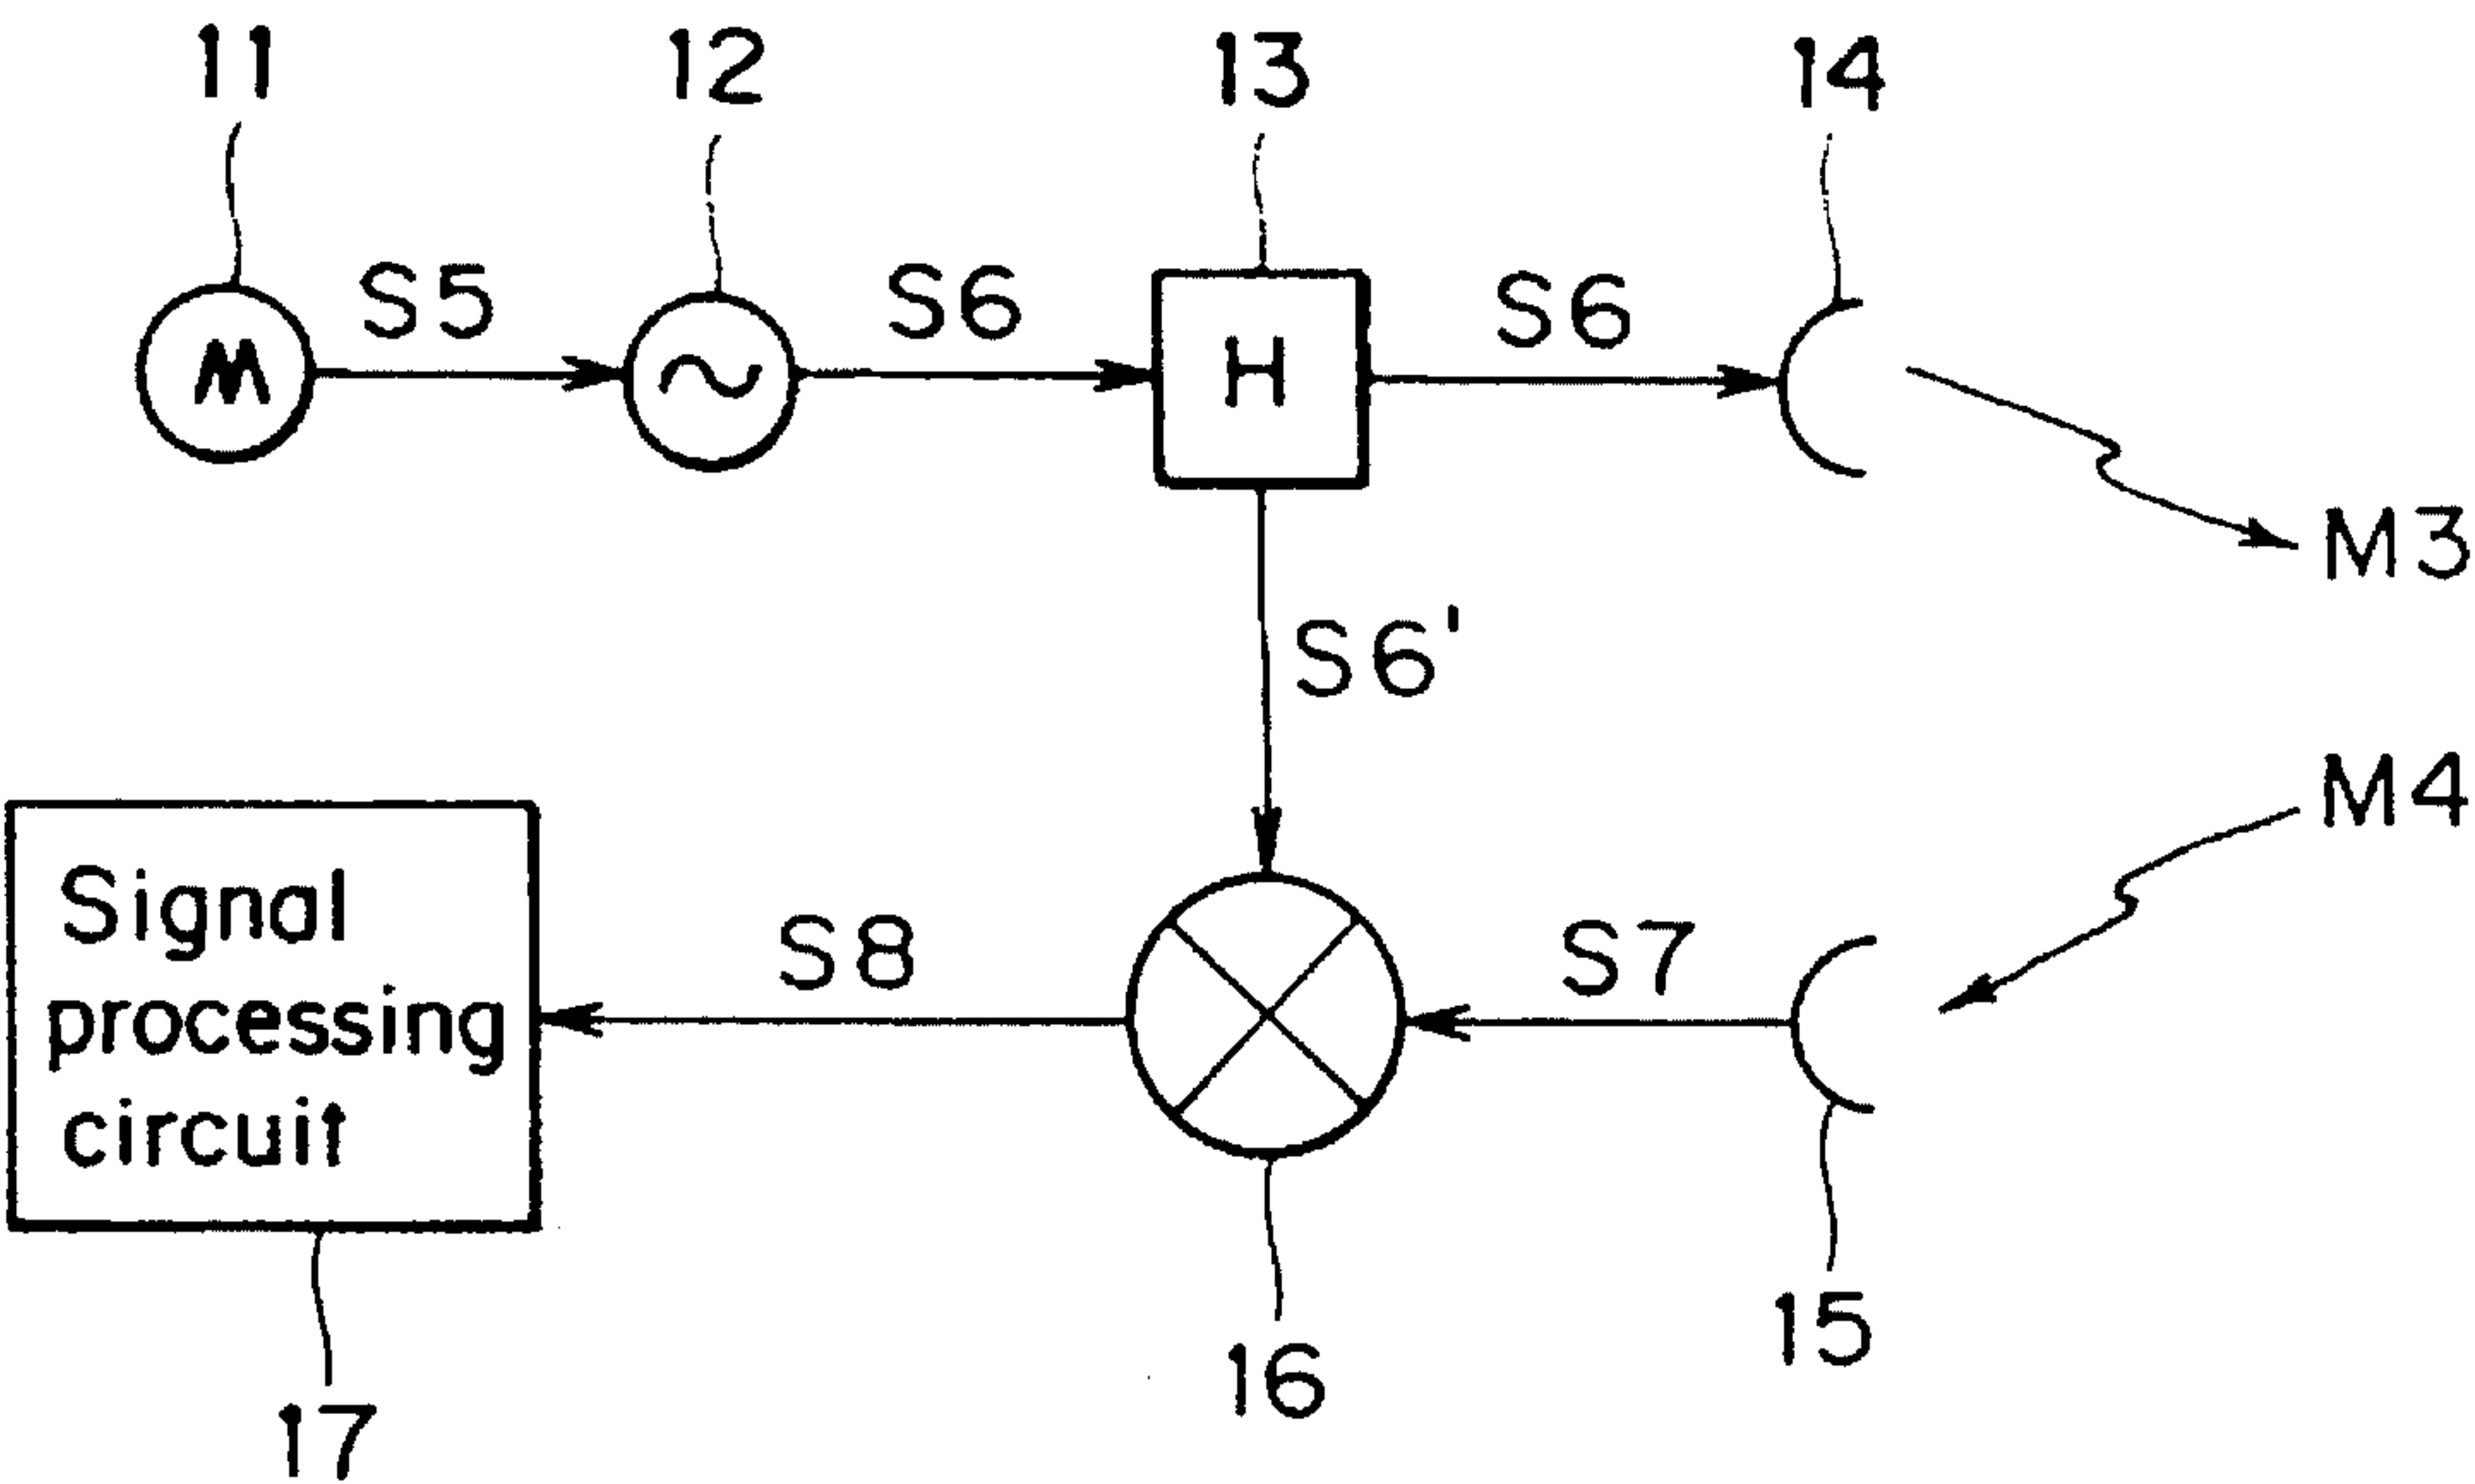 11
12
13
14
S5
S6
S6
M
H
M3
S6'
M4
Signal
processing
circuit
S8
S7
15
16
17